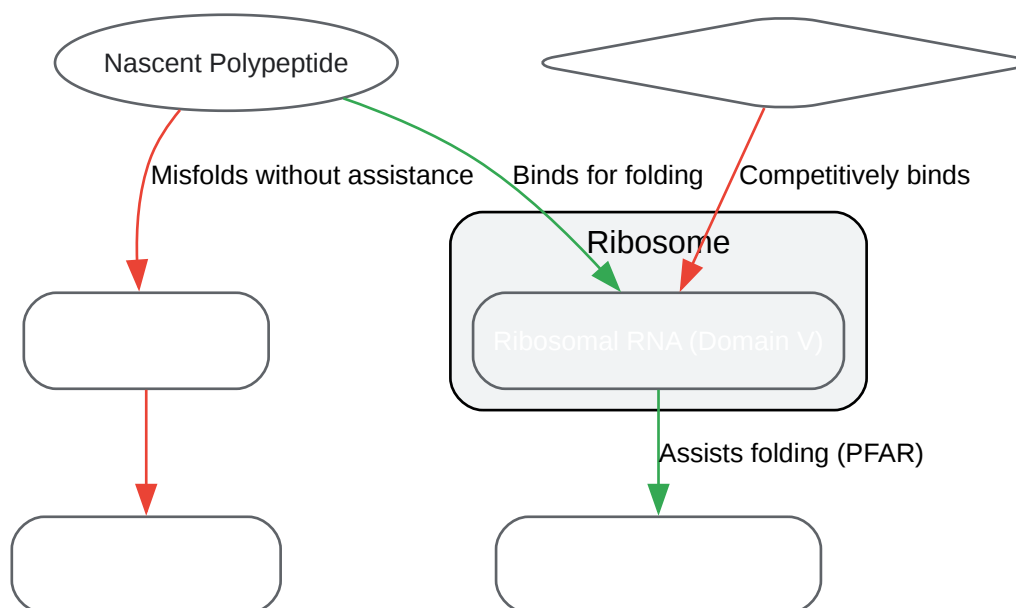 Nascent Polypeptide
Misfolds without assistance
Binds for folding
Competitively binds
Ribosome
Ribosomal RNA (Domain V)
Assists folding (PFAR)